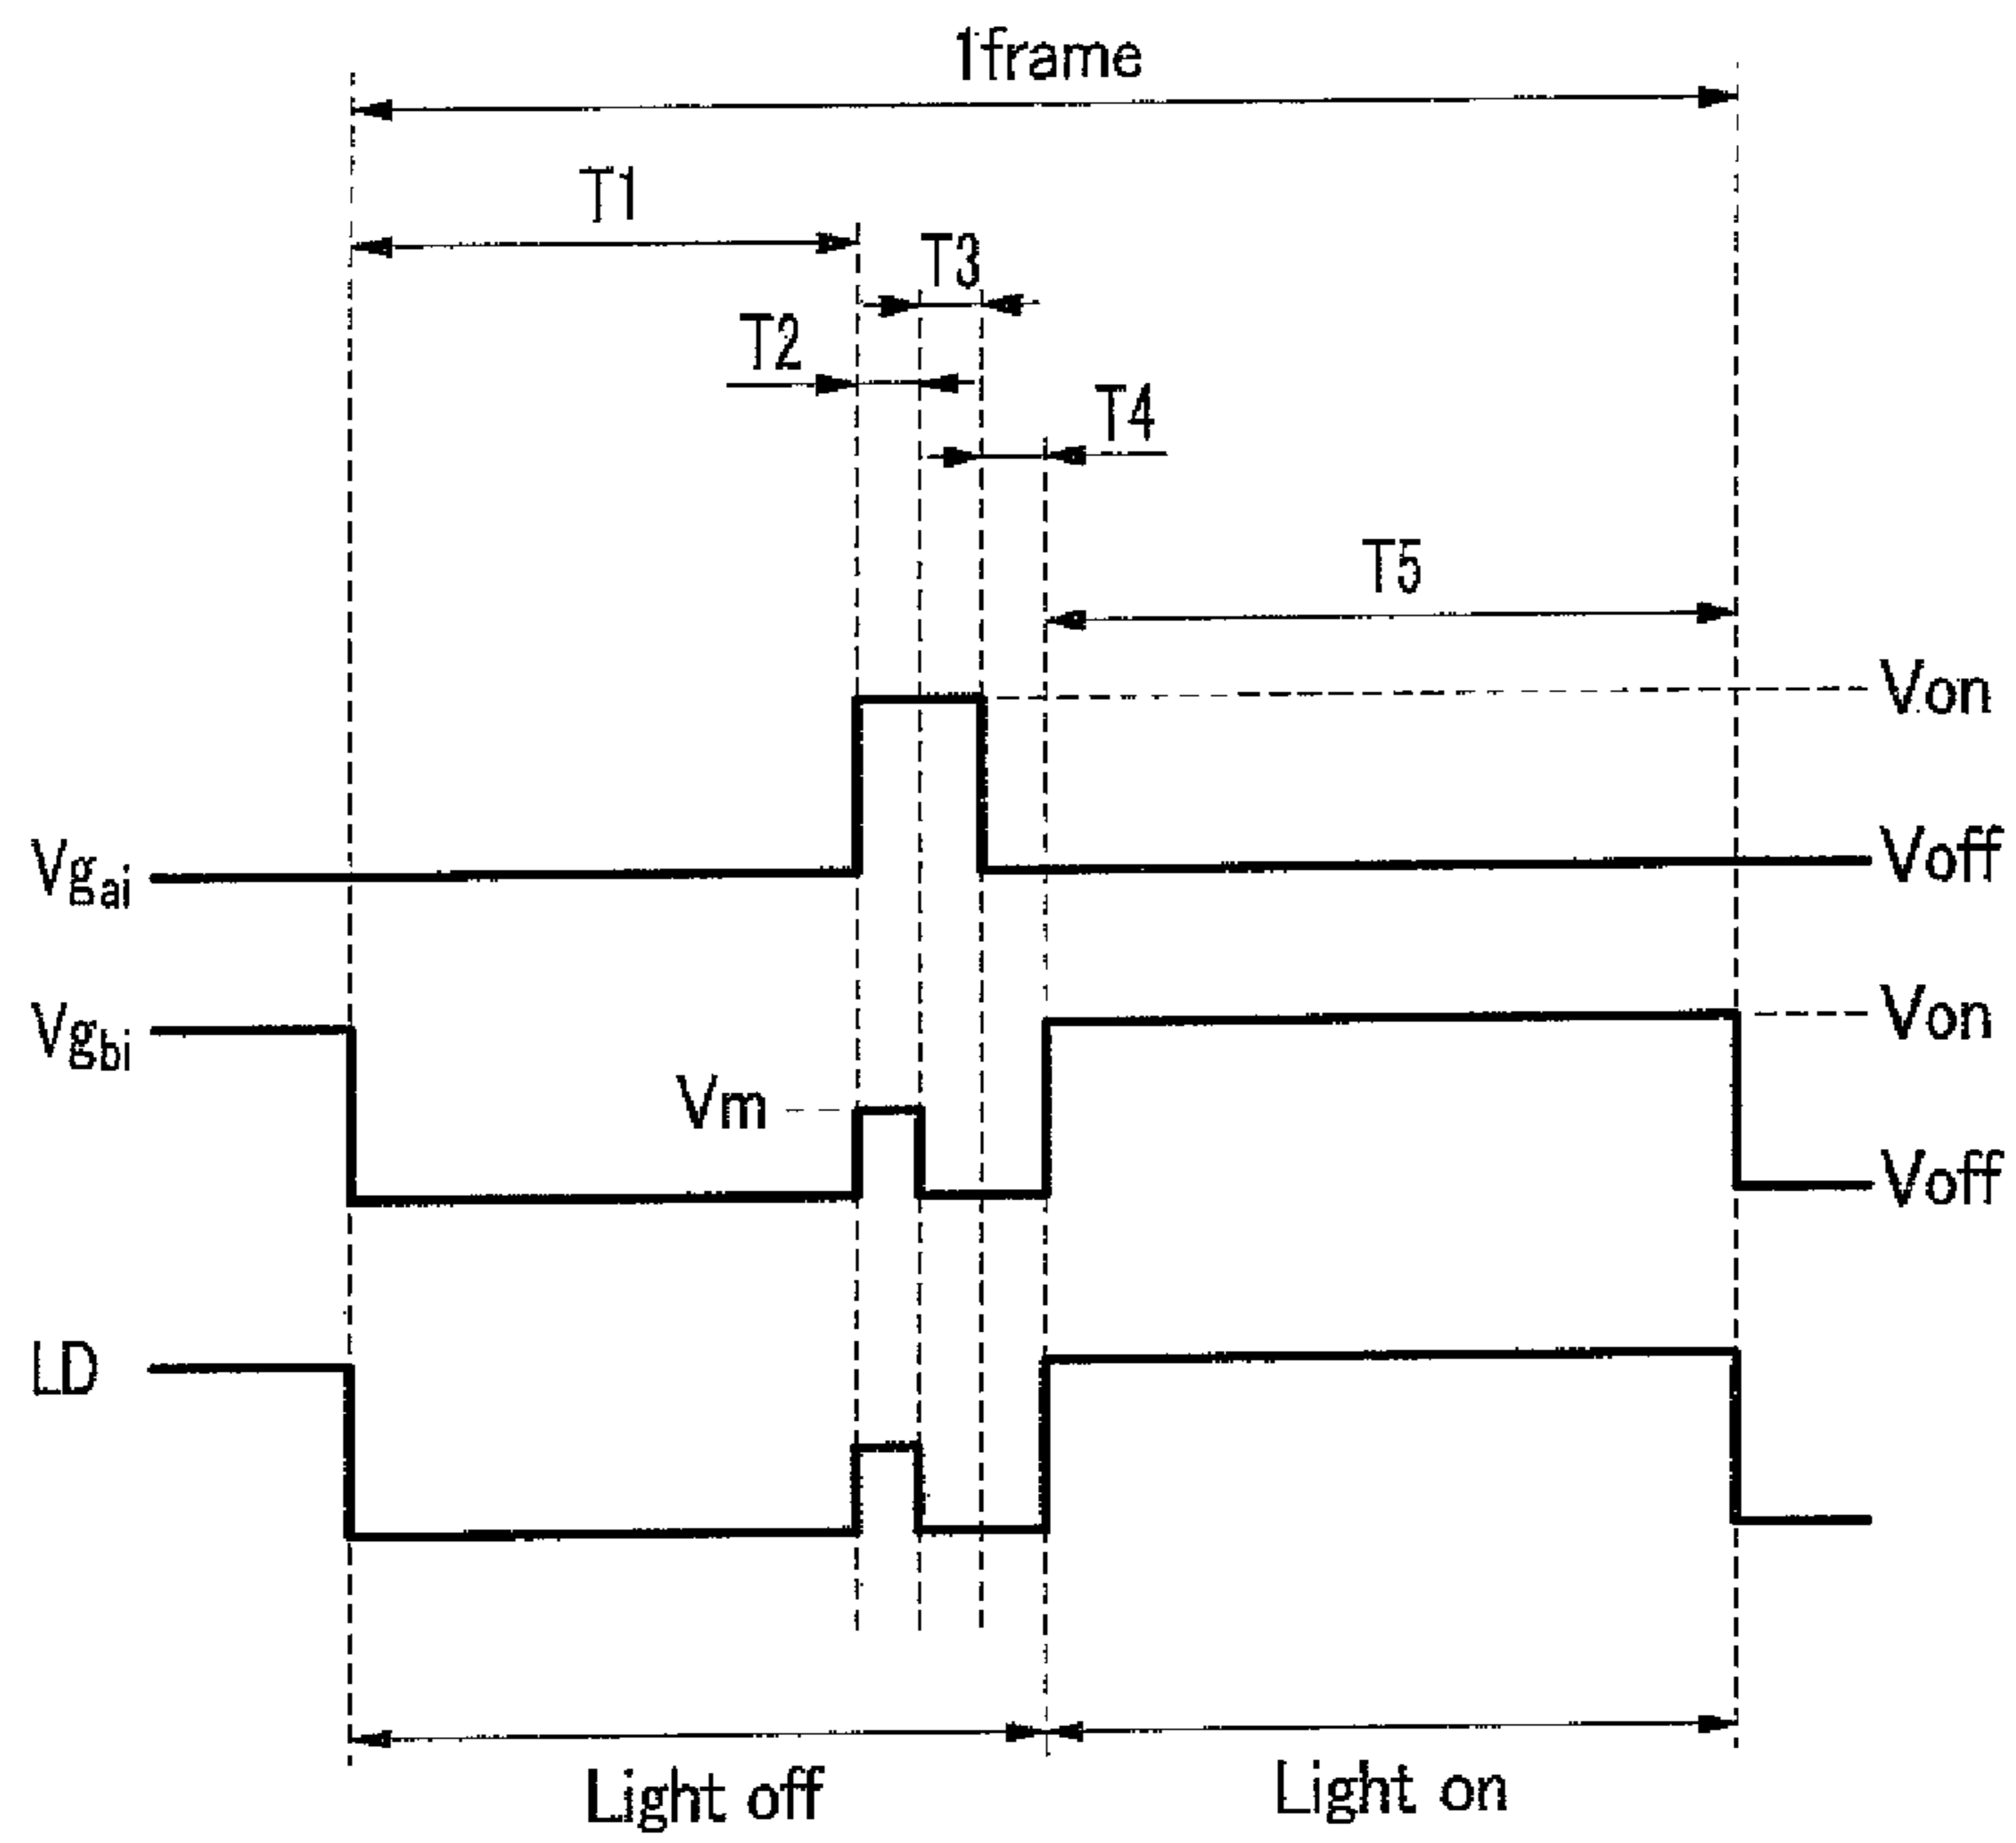 1frame
T1
T3
T2
T4
T5
Von
Vgai
Voff
Vgbi
Von
Vm
Voff
LD
Light off
Light on